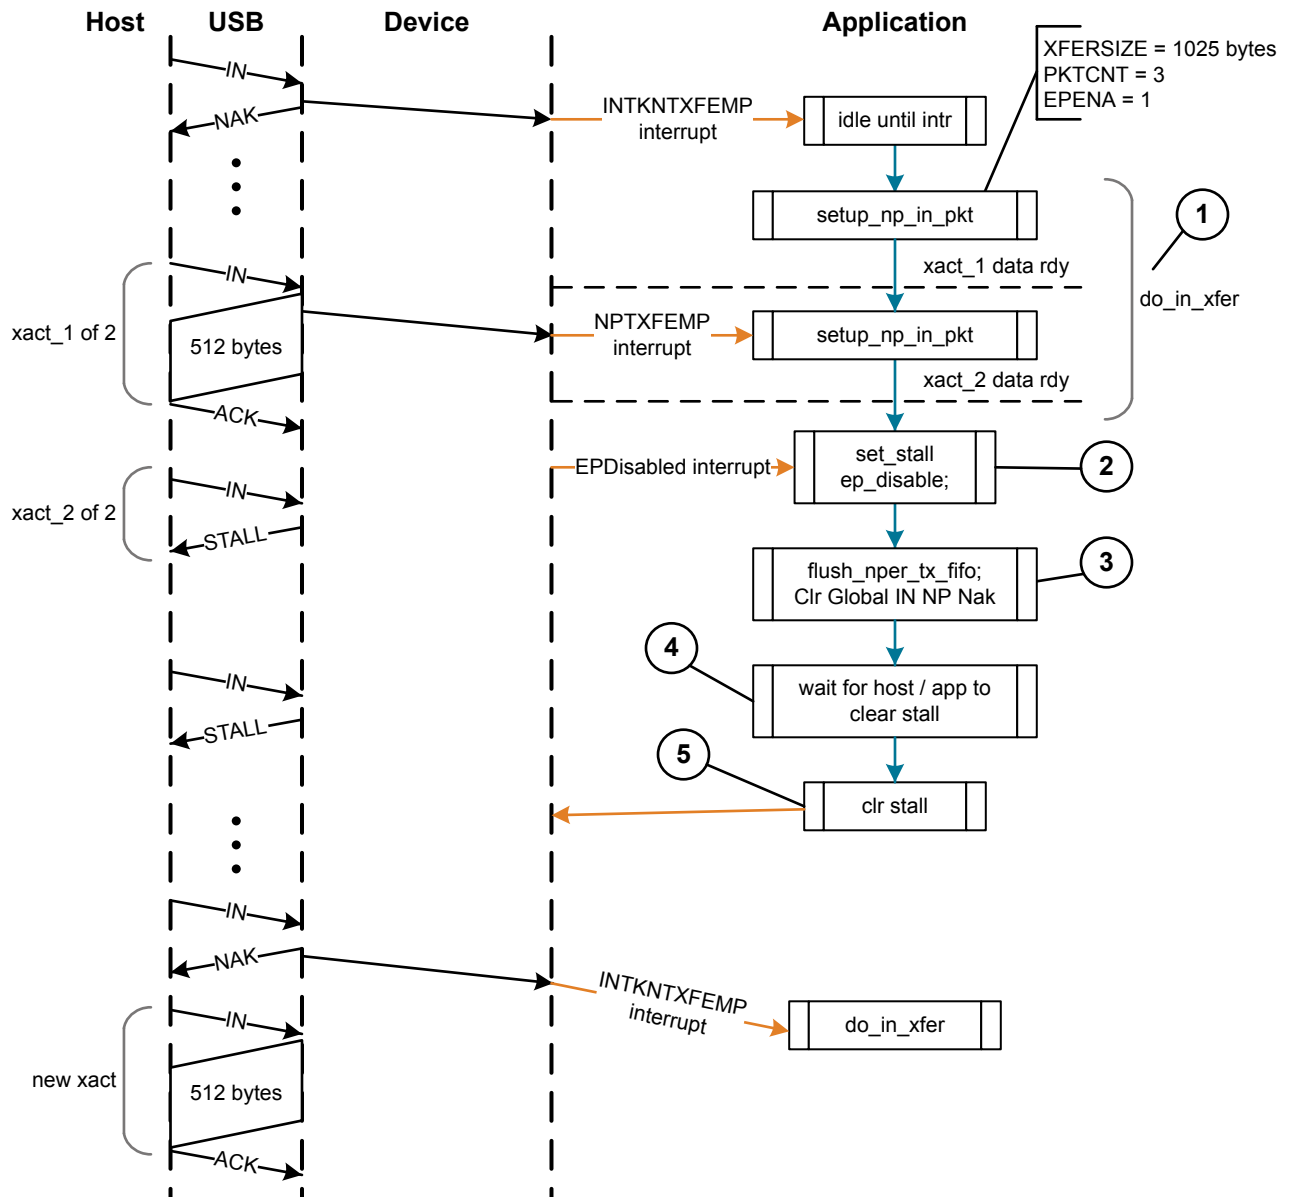 Host
USB
Device
Application
XFERSIZE = 1025 bytes
PKTCNT = 3
EPENA = 1
IN
NAK
INTKNTXFEMP
interrupt
idle until intr
setup_np_in_pkt
1
xact_1 data rdy
do_in_xfer
IN
xact_1 of 2
512 bytes
NPTXFEMP
interrupt
setup_np_in_pkt
xact_2 data rdy
ACK
EPDisabled interrupt
set_stall
ep_disable;
2
IN
xact_2 of 2
STALL
flush_nper_tx_fifo;
Clr Global IN NP Nak
3
4
IN
wait for host / app to
clear stall
STALL
5
clr stall
IN
NAK
INTKNTXFEMP
interrupt
do_in_xfer
IN
new xact
512 bytes
ACK